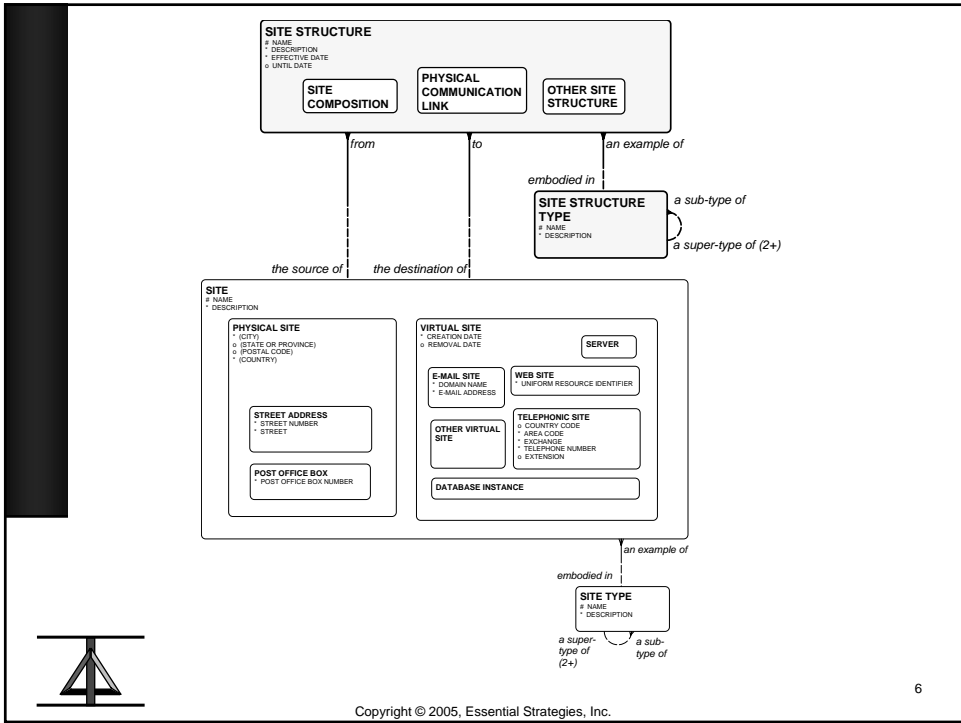 SITE STRUCTURE
# NAME
* DESCRIPTION
* EFFECTIVE DATE
o UNTIL DATE
SITE
COMPOSITION
PHYSICAL
COMMUNICATION
LINK
OTHER SITE
STRUCTURE
from
to
an example of
embodied in
SITE STRUCTURE
TYPE
# NAME
* DESCRIPTION
a sub-type of
a super-type of (2+)
the source of
the destination of
SITE
# NAME
* DESCRIPTION
PHYSICAL SITE
* (CITY)
o (STATE OR PROVINCE)
o (POSTAL CODE)
* (COUNTRY)
STREET ADDRESS
* STREET NUMBER
* STREET
POST OFFICE BOX
* POST OFFICE BOX NUMBER
VIRTUAL SITE
* CREATION DATE
o REMOVAL DATE
SERVER
E-MAIL SITE
* DOMAIN NAME
* E-MAIL ADDRESS
WEB SITE
* UNIFORM RESOURCE IDENTIFIER
OTHER VIRTUAL
SITE
TELEPHONIC SITE
o COUNTRY CODE
* AREA CODE
* EXCHANGE
* TELEPHONE NUMBER
o EXTENSION
DATABASE INSTANCE
an example of
embodied in
SITE TYPE
# NAME
* DESCRIPTION
a super-
type of
(2+)
a sub-
type of
6
Copyright © 2005, Essential Strategies, Inc.